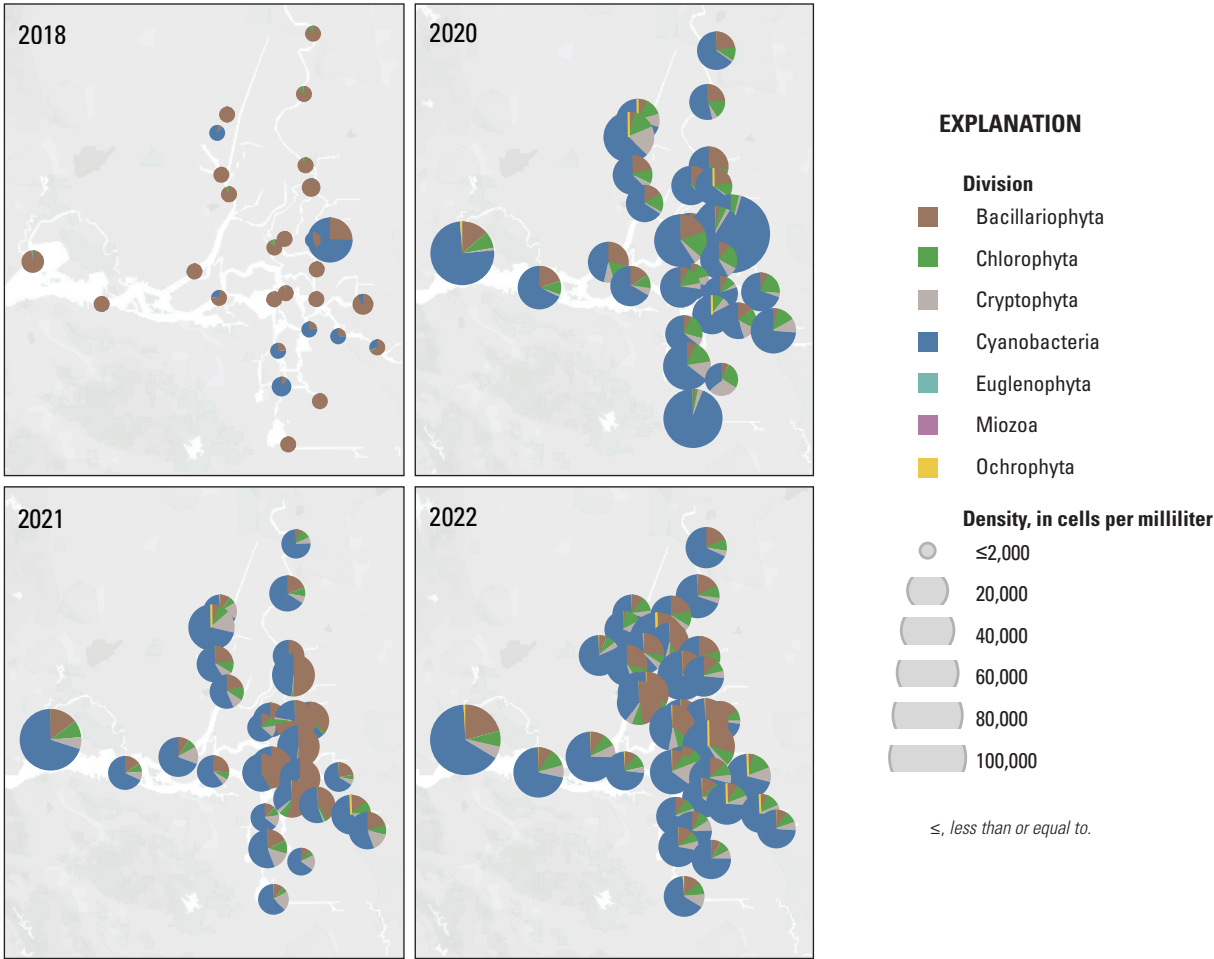 2018
2020
2021
2022
EXPLANATION
Division
Bacillariophyta
Chlorophyta
Cryptophyta
Cyanobacteria
Euglenophyta
Miozoa
Ochrophyta
Density, in cells per milliliter
≤2,000
20,000
40,000
60,000
80,000
100,000
≤, less than or equal to.